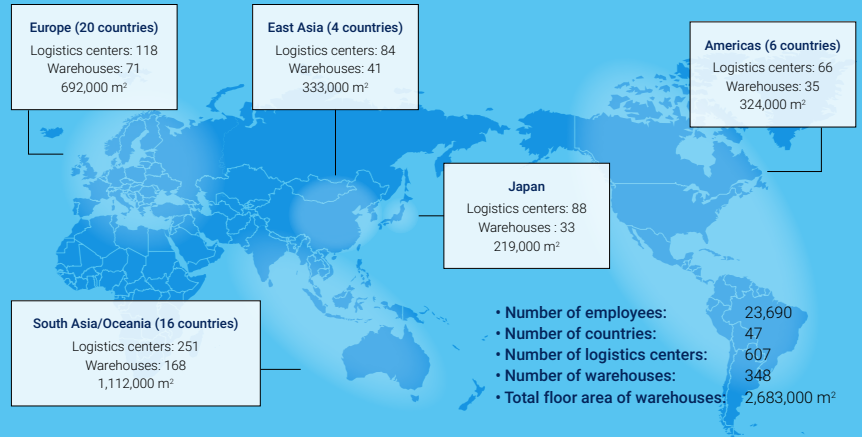 Europe (20 countries)
Logistics centers: 118
Warehouses: 71
692,000 m²
East Asia (4 countries)
Logistics centers: 84
Warehouses: 41
333,000 m²
Americas (6 countries)
Logistics centers: 66
Warehouses: 35
324,000 m²
Japan
Logistics centers: 88
Warehouses : 33
219,000 m²
South Asia/Oceania (16 countries)
Logistics centers: 251
Warehouses: 168
1,112,000 m²
• Number of employees: 23,690
• Number of countries: 47
• Number of logistics centers: 607
• Number of warehouses: 348
• Total floor area of warehouses: 2,683,000 m²